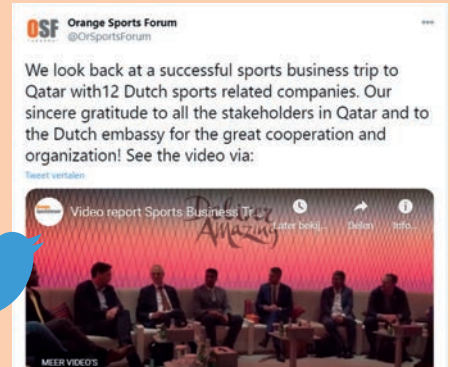 OSF
Orange Sports Forum
@OrSportsForum
We look back at a successful sports business trip to
Qatar with12 Dutch sports related companies. Our
sincere gratitude to all the stakeholders in Qatar and to
the Dutch embassy for the great cooperation and
organization! See the video via:
Tweet vertalen
Video report Sports Business Tr...
Later bekij...
Delen
Info...
Deliver
Amazing
MEER VIDEO'S